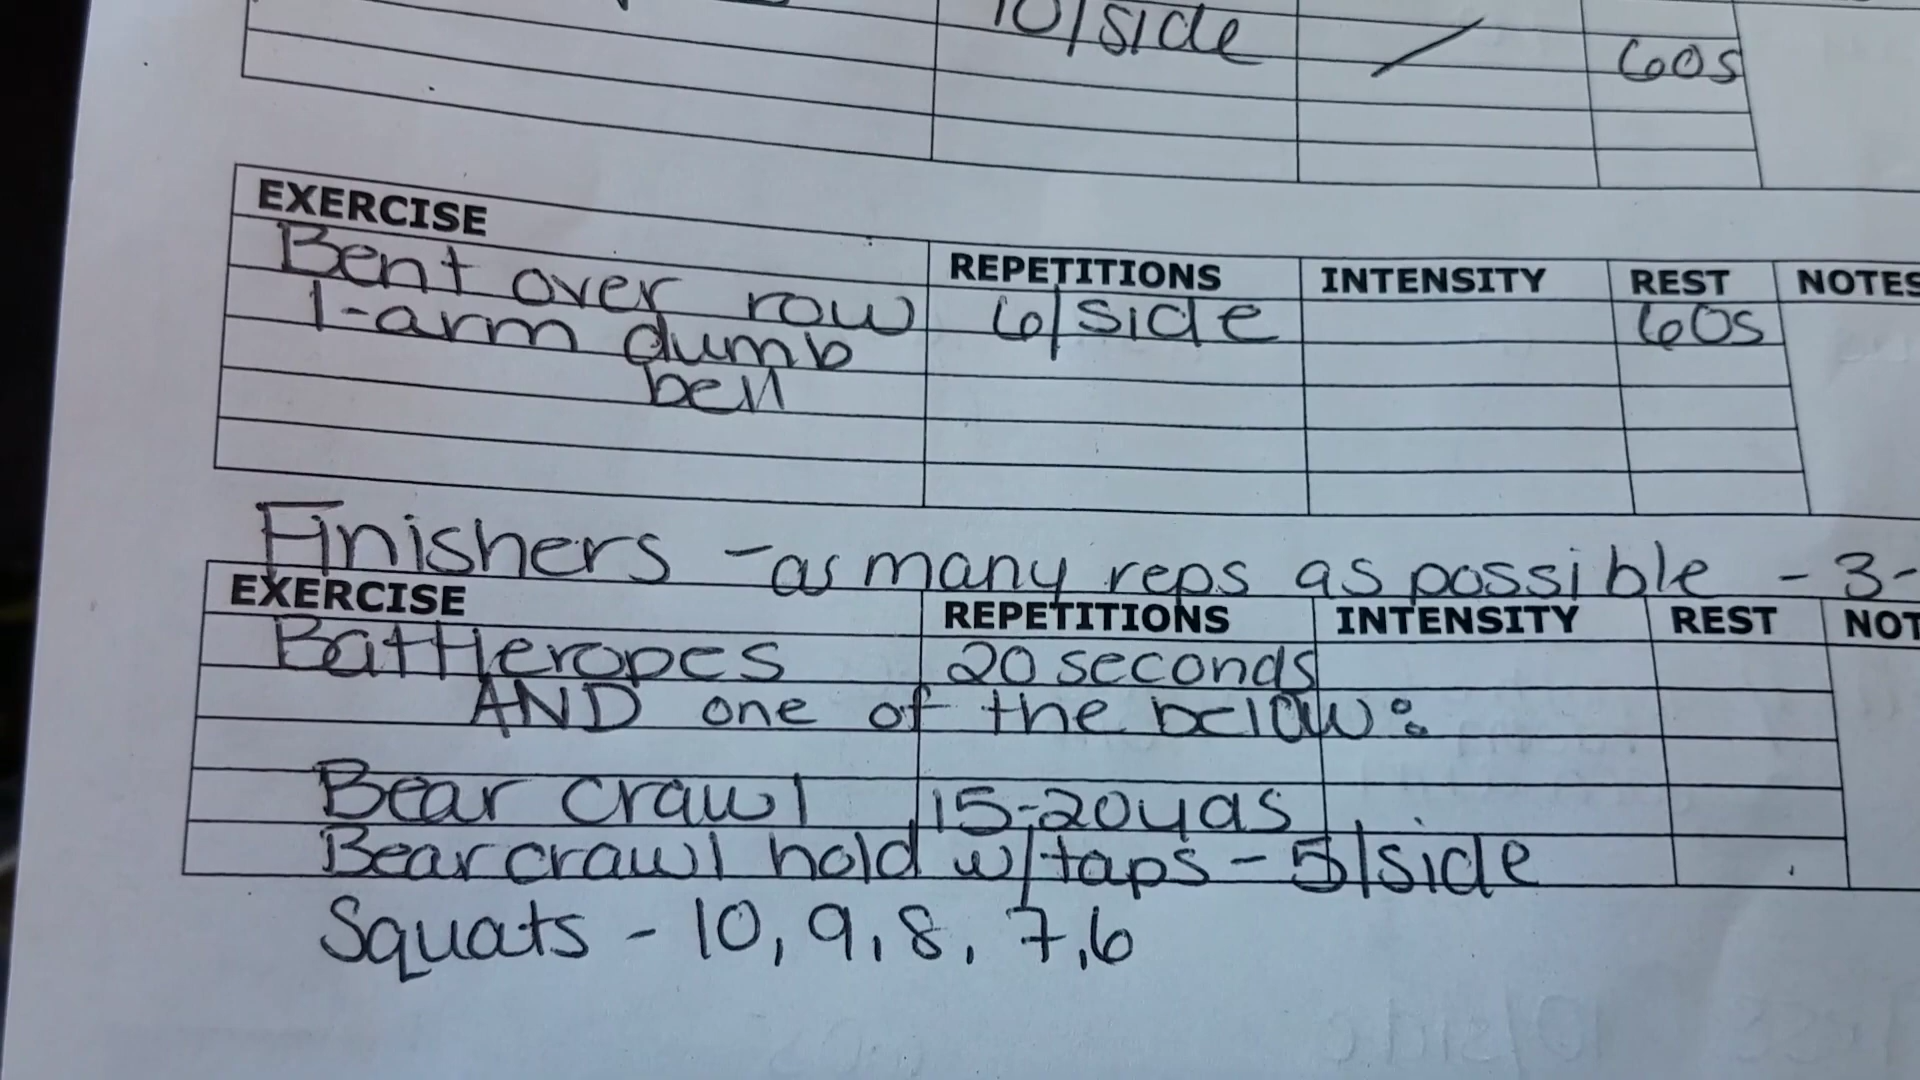 10/side / 60s
EXERCISE REPETITIONS INTENSITY REST NOTES
Bent over row 6/side 60s
1-arm dumb
bell
Finishers - as many reps as possible - 3-
EXERCISE REPETITIONS INTENSITY REST NOT
Battleropes 20 seconds
AND one of the below:
Bear crawl 15-20yds
Bear crawl hold w/taps - 5/side
Squats - 10, 9, 8, 7, 6